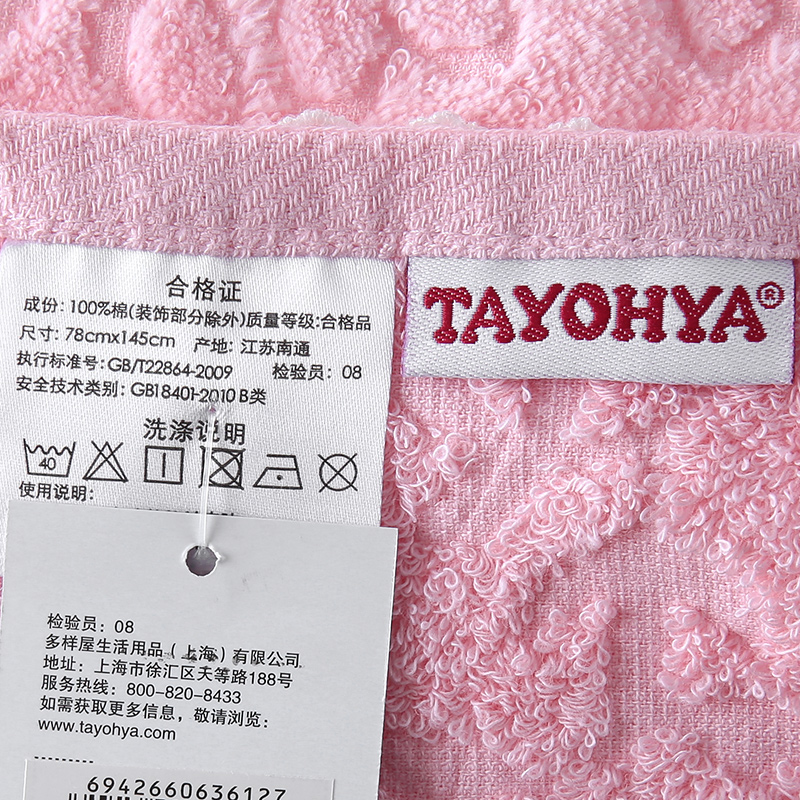 合格证
成份: 100%棉(装饰部分除外)质量等级:合格品
尺寸: 78cmx145cm 产地: 江苏南通
执行标准号: GB/T22864-2009 检验员: 08
安全技术类别: GB18401-2010 B类
TAYOHYA®
洗涤说明
40
使用说明:
检验员: 08
多样屋生活用品(上海)有限公司
地址: 上海市徐汇区天等路188号
服务热线: 800-820-8433
如需获取更多信息, 敬请浏览:
www.tayohya.com
6942660636127